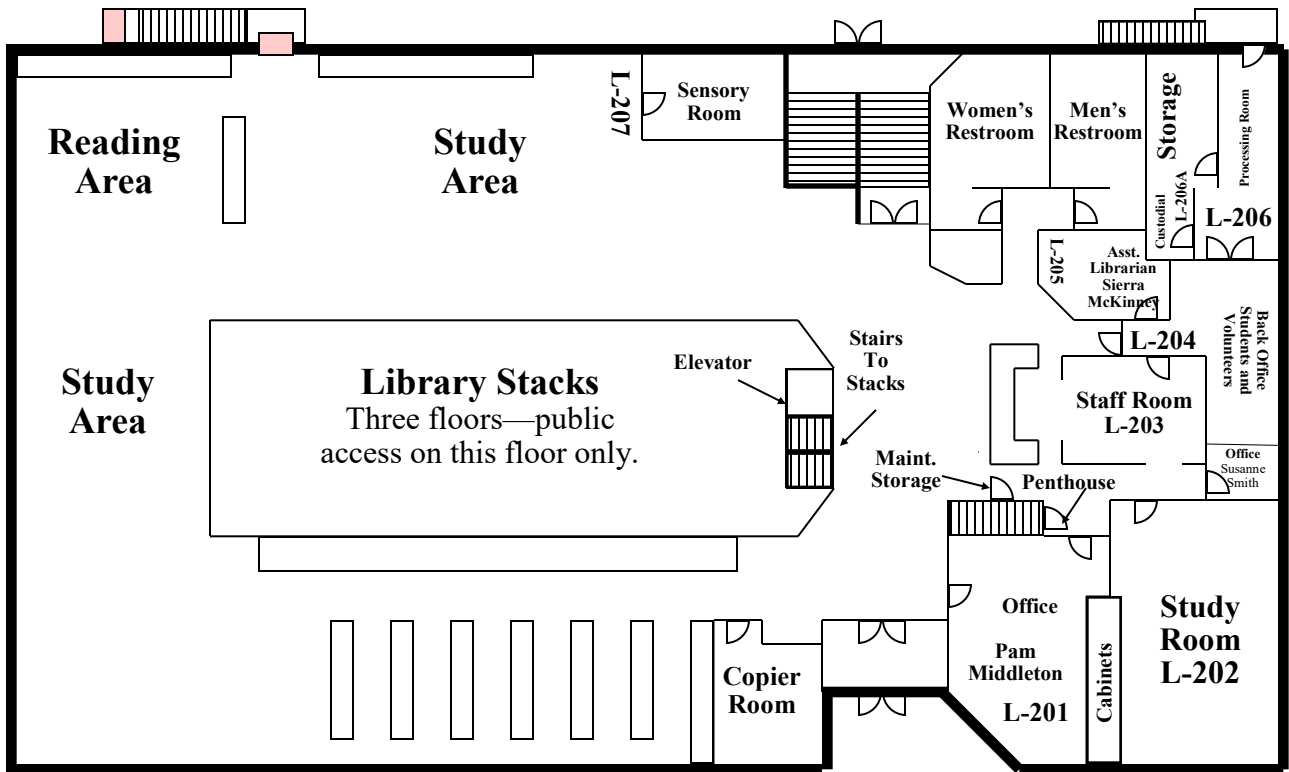 Reading
Area
Study
Area
L-207
Sensory
Room
Women’s
Restroom
Men’s
Restroom
Storage
Processing Room
Custodial
L-206A
L-206
L-205
Asst.
Librarian
Sierra
McKinney
L-204
Back Office
Students and
Volunteers
Study
Area
Library Stacks
Three floors—public
access on this floor only.
Elevator
Stairs
To
Stacks
Staff Room
L-203
Office
Susanne
Smith
Maint.
Storage
Penthouse
Office
Pam
Middleton
L-201
Cabinets
Study
Room
L-202
Copier
Room